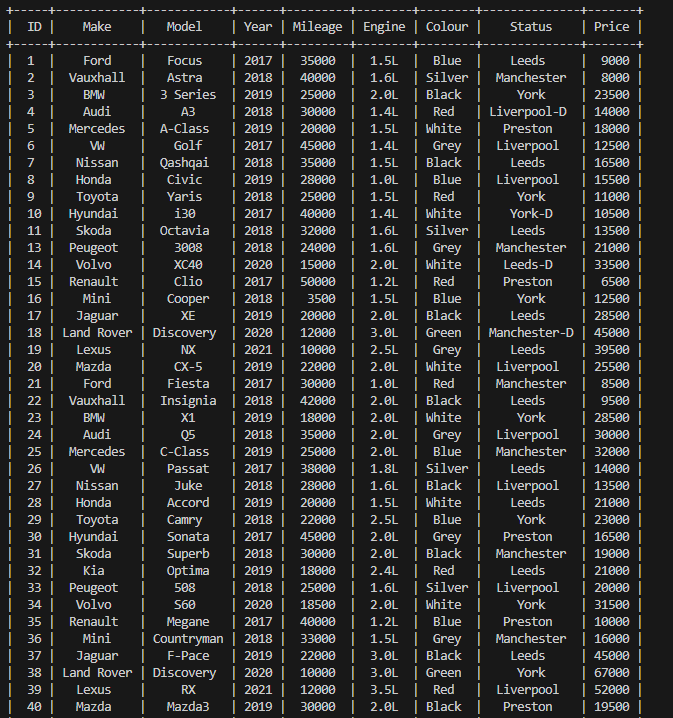 +----+------------+------------+------+---------+--------+--------+--------------+-------+
| ID | Make | Model | Year | Mileage | Engine | Colour | Status | Price |
+----+------------+------------+------+---------+--------+--------+--------------+-------+
| 1 | Ford | Focus | 2017 | 35000 | 1.5L | Blue | Leeds | 9000 |
| 2 | Vauxhall | Astra | 2018 | 40000 | 1.6L | Silver | Manchester | 8000 |
| 3 | BMW | 3 Series | 2019 | 25000 | 2.0L | Black | York | 23500 |
| 4 | Audi | A3 | 2018 | 30000 | 1.4L | Red | Liverpool-D | 14000 |
| 5 | Mercedes | A-Class | 2019 | 20000 | 1.5L | White | Preston | 18000 |
| 6 | VW | Golf | 2017 | 45000 | 1.4L | Grey | Liverpool | 12500 |
| 7 | Nissan | Qashqai | 2018 | 35000 | 1.5L | Black | Leeds | 16500 |
| 8 | Honda | Civic | 2019 | 28000 | 1.0L | Blue | Liverpool | 15500 |
| 9 | Toyota | Yaris | 2018 | 25000 | 1.5L | Red | York | 11000 |
| 10 | Hyundai | i30 | 2017 | 40000 | 1.4L | White | York-D | 10500 |
| 11 | Skoda | Octavia | 2018 | 32000 | 1.6L | Silver | Leeds | 13500 |
| 13 | Peugeot | 3008 | 2018 | 24000 | 1.6L | Grey | Manchester | 21000 |
| 14 | Volvo | XC40 | 2020 | 15000 | 2.0L | White | Leeds-D | 33500 |
| 15 | Renault | Clio | 2017 | 50000 | 1.2L | Red | Preston | 6500 |
| 16 | Mini | Cooper | 2018 | 3500 | 1.5L | Blue | York | 12500 |
| 17 | Jaguar | XE | 2019 | 20000 | 2.0L | Black | Leeds | 28500 |
| 18 | Land Rover | Discovery | 2020 | 12000 | 3.0L | Green | Manchester-D | 45000 |
| 19 | Lexus | NX | 2021 | 10000 | 2.5L | Grey | Leeds | 39500 |
| 20 | Mazda | CX-5 | 2019 | 22000 | 2.0L | White | Liverpool | 25500 |
| 21 | Ford | Fiesta | 2017 | 30000 | 1.0L | Red | Manchester | 8500 |
| 22 | Vauxhall | Insignia | 2018 | 42000 | 2.0L | Black | Leeds | 9500 |
| 23 | BMW | X1 | 2019 | 18000 | 2.0L | White | York | 28500 |
| 24 | Audi | Q5 | 2018 | 35000 | 2.0L | Grey | Liverpool | 30000 |
| 25 | Mercedes | C-Class | 2019 | 25000 | 2.0L | Blue | Manchester | 32000 |
| 26 | VW | Passat | 2017 | 38000 | 1.8L | Silver | Leeds | 14000 |
| 27 | Nissan | Juke | 2018 | 28000 | 1.6L | Black | Liverpool | 13500 |
| 28 | Honda | Accord | 2019 | 20000 | 1.5L | White | Leeds | 21000 |
| 29 | Toyota | Camry | 2018 | 22000 | 2.5L | Blue | York | 23000 |
| 30 | Hyundai | Sonata | 2017 | 45000 | 2.0L | Grey | Preston | 16500 |
| 31 | Skoda | Superb | 2018 | 30000 | 2.0L | Black | Manchester | 19000 |
| 32 | Kia | Optima | 2019 | 18000 | 2.4L | Red | Leeds | 21000 |
| 33 | Peugeot | 508 | 2018 | 25000 | 1.6L | Silver | Liverpool | 20000 |
| 34 | Volvo | S60 | 2020 | 18500 | 2.0L | White | York | 31500 |
| 35 | Renault | Megane | 2017 | 40000 | 1.2L | Blue | Preston | 10000 |
| 36 | Mini | Countryman | 2018 | 33000 | 1.5L | Grey | Manchester | 16000 |
| 37 | Jaguar | F-Pace | 2019 | 22000 | 3.0L | Black | Leeds | 45000 |
| 38 | Land Rover | Discovery | 2020 | 10000 | 3.0L | Green | York | 67000 |
| 39 | Lexus | RX | 2021 | 12000 | 3.5L | Red | Liverpool | 52000 |
| 40 | Mazda | Mazda3 | 2019 | 30000 | 2.0L | Black | Preston | 19500 |